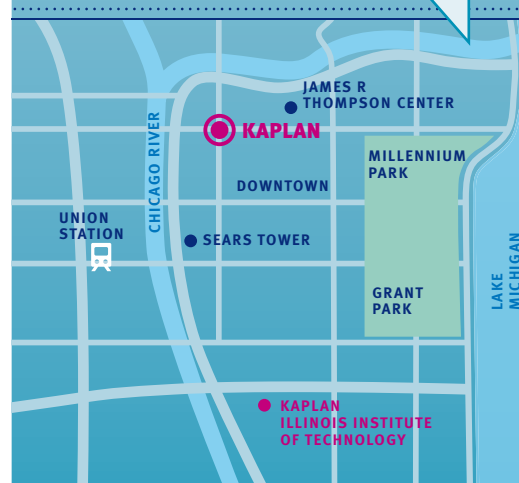 JAMES R
THOMPSON CENTER
KAPLAN
CHICAGO RIVER
MILLENNIUM
PARK
DOWNTOWN
UNION
STATION
SEARS TOWER
LAKE
MICHIGAN
GRANT
PARK
KAPLAN
ILLINOIS INSTITUTE
OF TECHNOLOGY